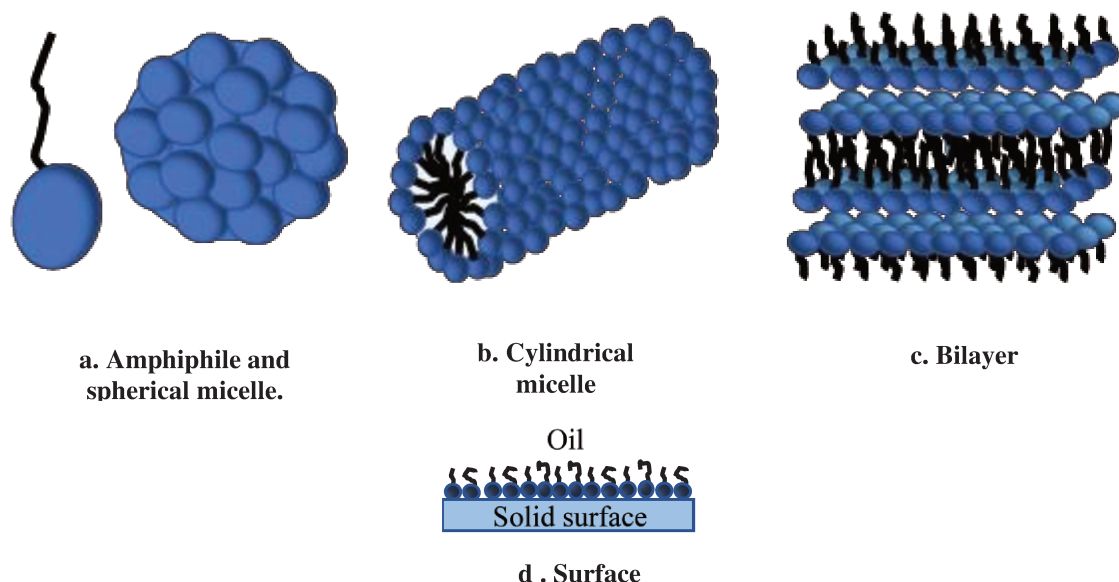 a. Amphiphile and
spherical micelle.
b. Cylindrical
micelle
c. Bilayer
Oil
Solid surface
d . Surface